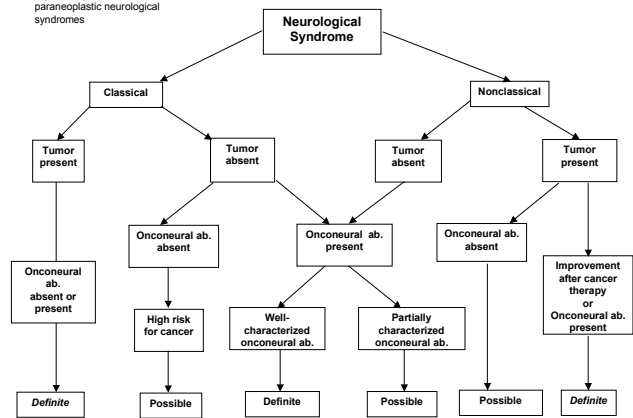 paraneoplastic neurological
syndromes
Neurological
Syndrome
Classical
Nonclassical
Tumor
present
Tumor
absent
Tumor
absent
Tumor
present
Onconeural
ab.
absent or
present
Onconeural ab.
absent
Onconeural ab.
present
Onconeural ab.
absent
Improvement
after cancer
therapy
or
Onconeural ab.
present
High risk
for cancer
Well-
characterized
onconeural ab.
Partially
characterized
onconeural ab.
Definite
Possible
Definite
Possible
Possible
Definite